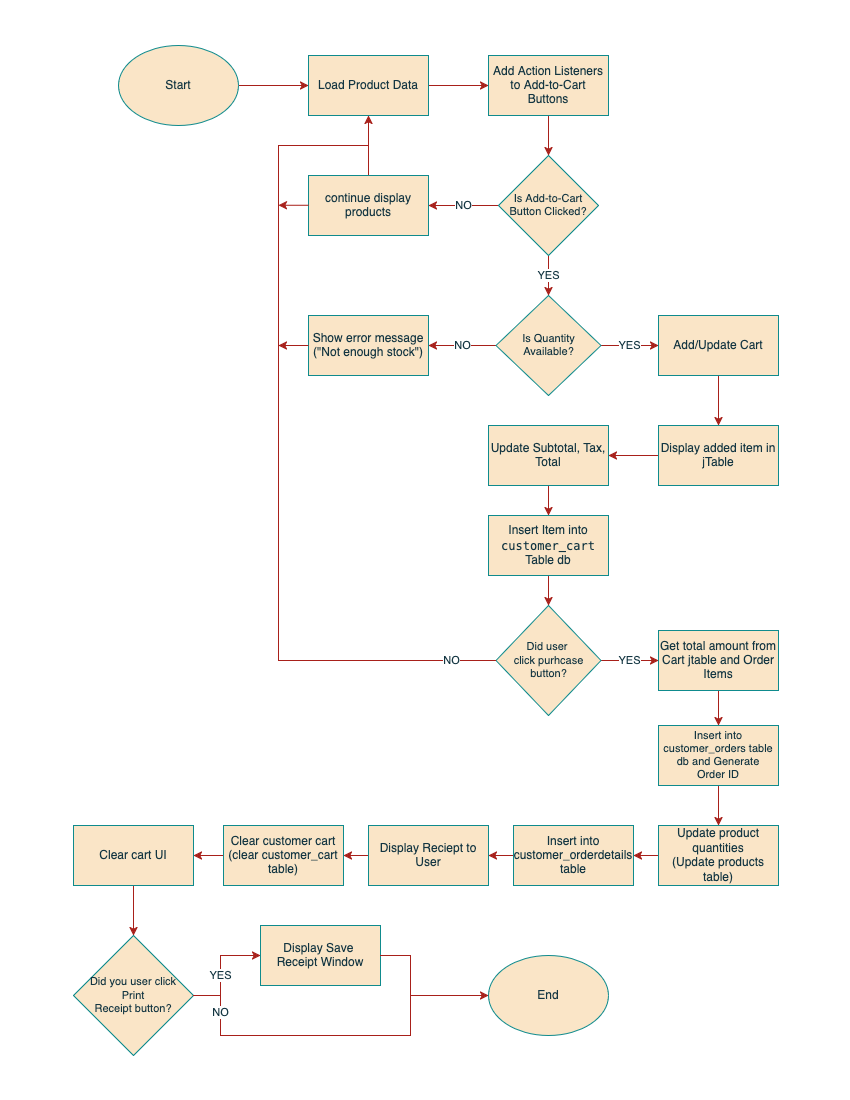 Start
Load Product Data
Add Action Listeners
to Add-to-Cart
Buttons
continue display
products
NO
Is Add-to-Cart
Button Clicked?
YES
Show error message
("Not enough stock")
NO
Is Quantity
Available?
YES
Add/Update Cart
Update Subtotal, Tax,
Total
Display added item in
jTable
Insert Item into
customer_cart
Table db
NO
Did user
click purhcase
button?
YES
Get total amount from
Cart jtable and Order
Items
Insert into
customer_orders table
db and Generate
Order ID
Clear cart UI
Clear customer cart
(clear customer_cart
table)
Display Reciept to
User
Insert into
customer_orderdetails
table
Update product
quantities
(Update products
table)
Did you user click
Print
Receipt button?
YES
NO
Display Save
Receipt Window
End